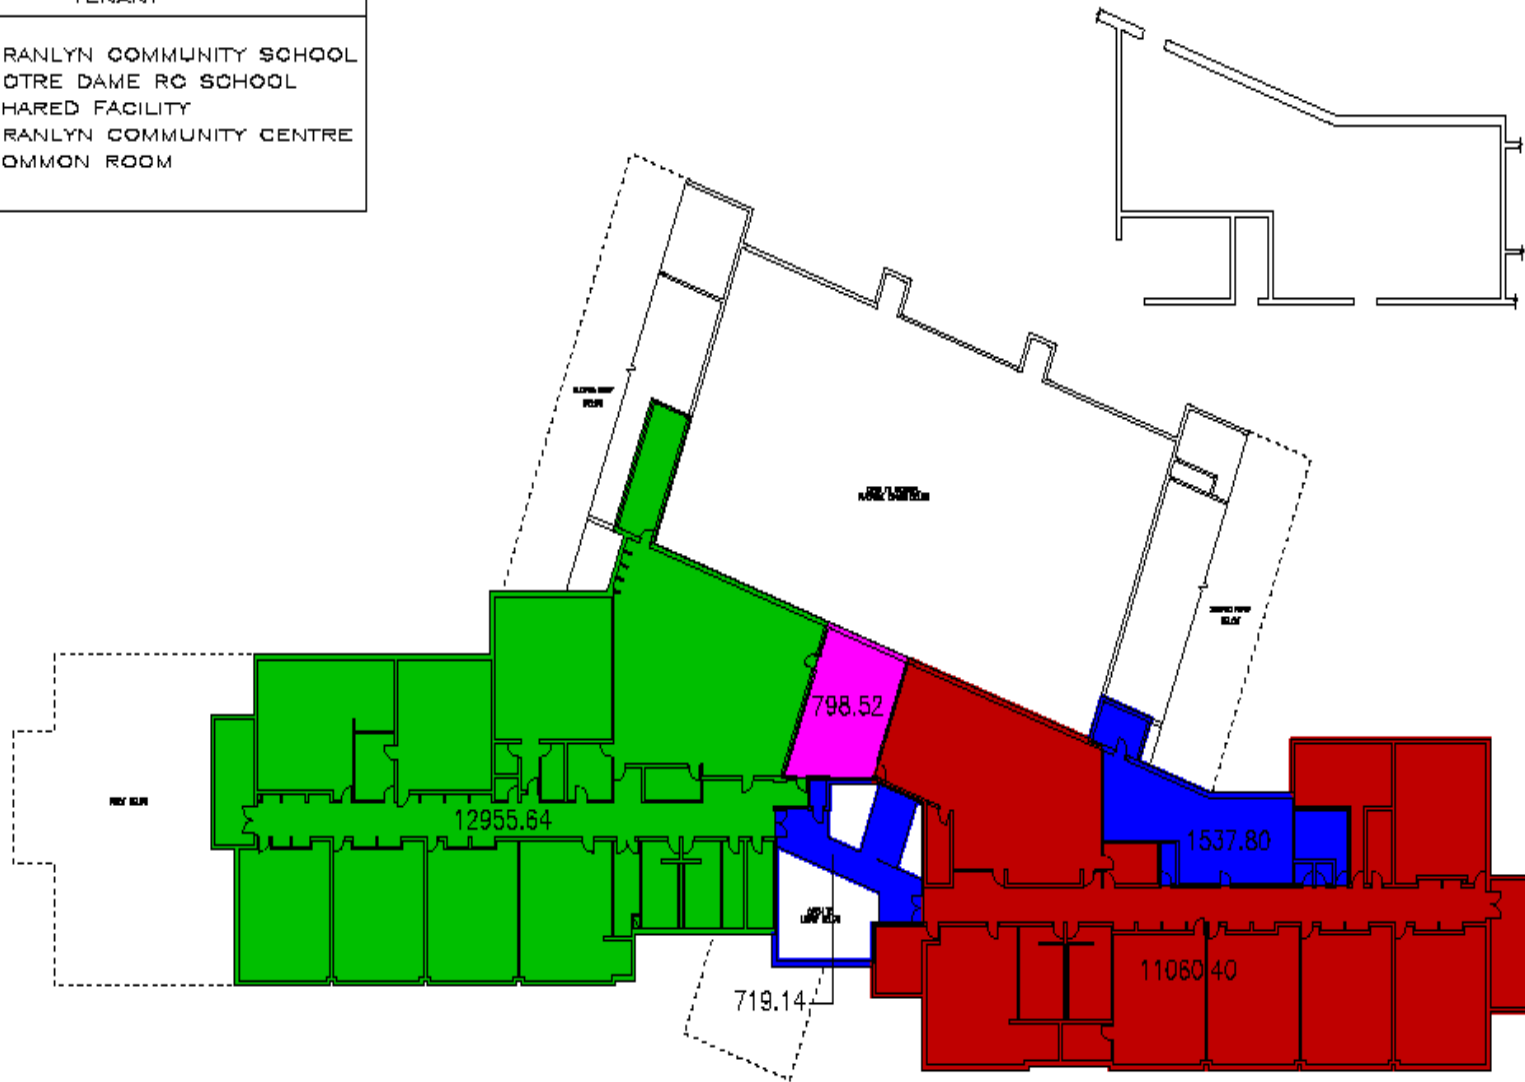 TENANT
RANLYN COMMUNITY SCHOOL
OTRE DAME RC SCHOOL
HARED FACILITY
RANLYN COMMUNITY CENTRE
OMMON ROOM
798.52
12955.64
1537.80
11060.40
719.14